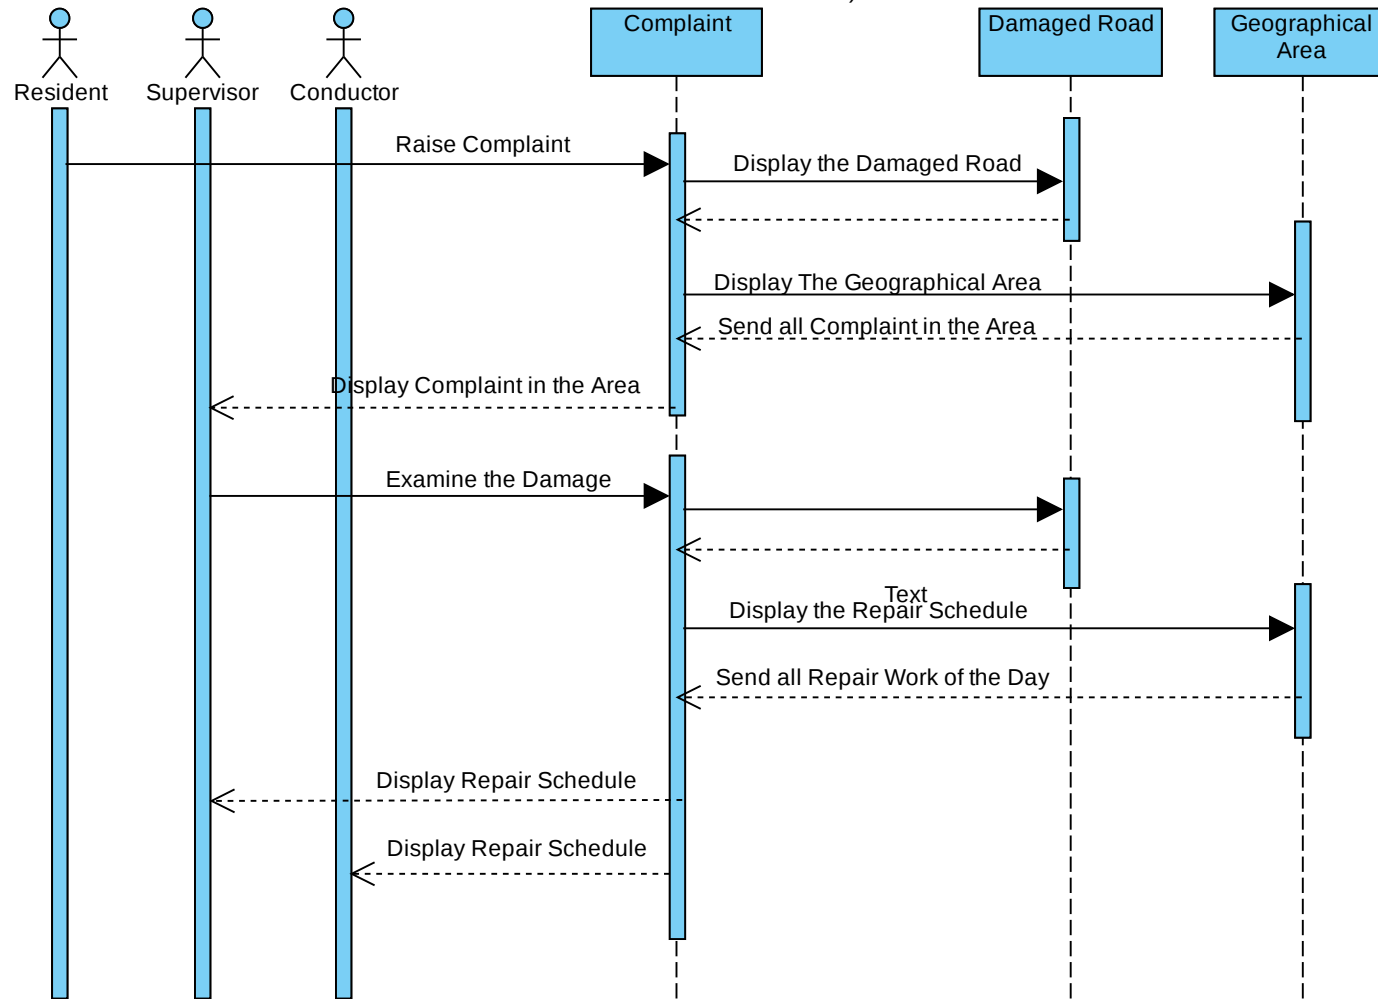 Complaint
Damaged Road
Geographical
Area
Resident
Supervisor
Conductor
Raise Complaint
Display the Damaged Road
Display The Geographical Area
Send all Complaint in the Area
Display Complaint in the Area
Examine the Damage
Text
Display the Repair Schedule
Send all Repair Work of the Day
Display Repair Schedule
Display Repair Schedule